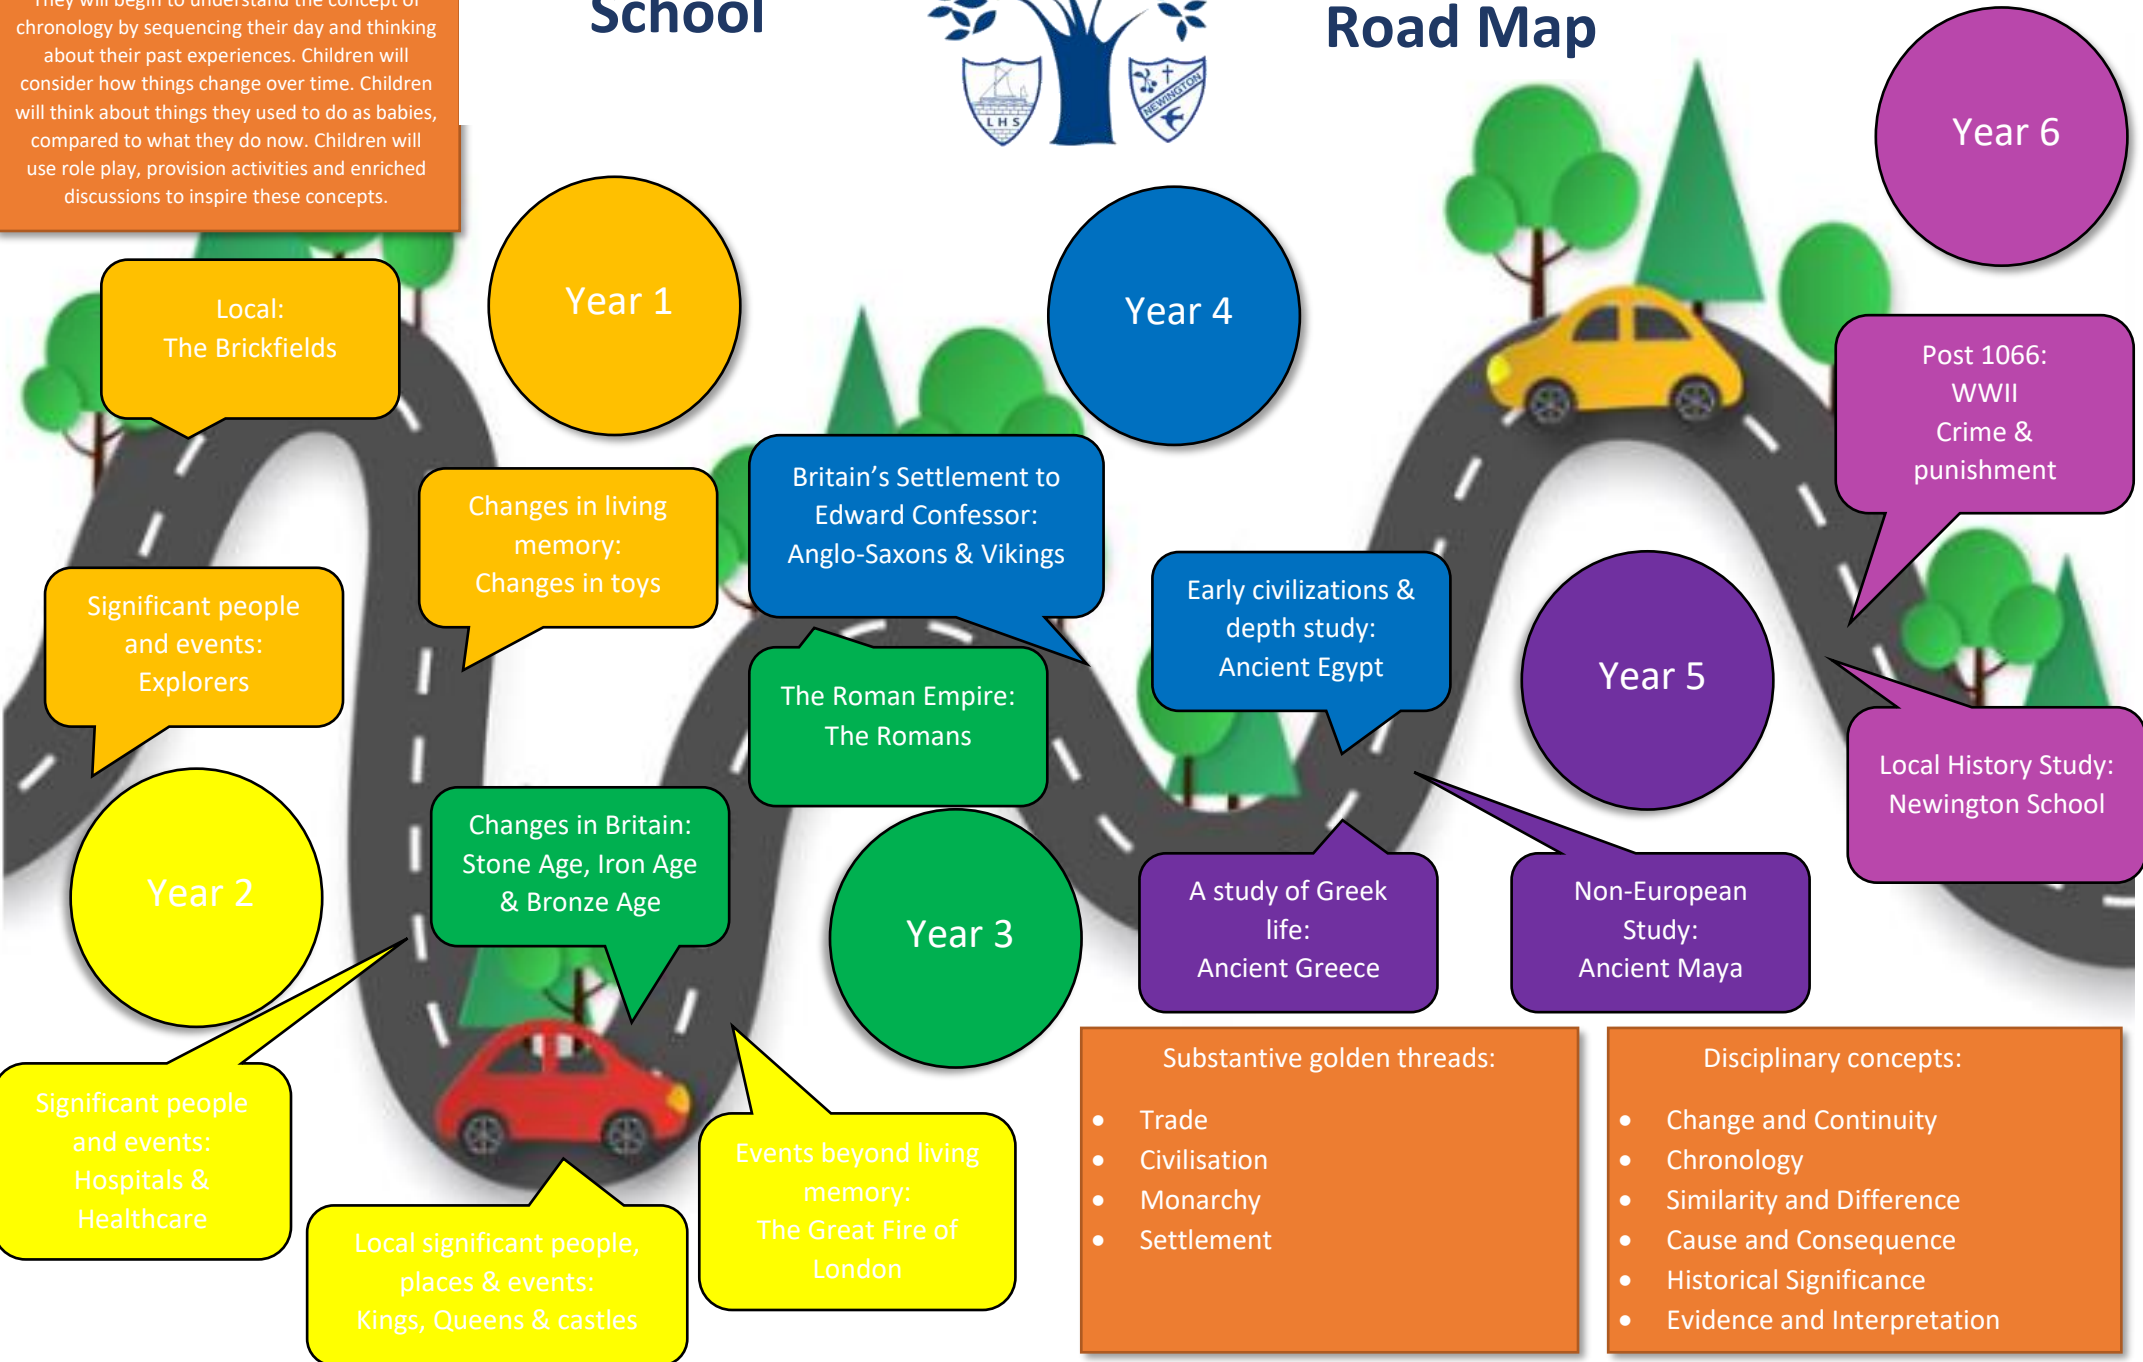 They will begin to understand the concept of
chronology by sequencing their day and thinking
about their past experiences. Children will
consider how things change over time. Children
will think about things they used to do as babies,
compared to what they do now. Children will
use role play, provision activities and enriched
discussions to inspire these concepts.
School
Road Map
LHS
NEWINGTON
Year 6
Year 1
Year 4
Local:
The Brickfields
Post 1066:
WWII
Crime &
punishment
Changes in living
memory:
Changes in toys
Britain's Settlement to
Edward Confessor:
Anglo-Saxons & Vikings
Significant people
and events:
Explorers
Early civilizations &
depth study:
Ancient Egypt
Year 5
The Roman Empire:
The Romans
Local History Study:
Newington School
Year 2
Changes in Britain:
Stone Age, Iron Age
& Bronze Age
Year 3
A study of Greek
life:
Ancient Greece
Non-European
Study:
Ancient Maya
Significant people
and events:
Hospitals &
Healthcare
Local significant people,
places & events:
Kings, Queens & castles
Events beyond living
memory:
The Great Fire of
London
Substantive golden threads:
• Trade
• Civilisation
• Monarchy
• Settlement
Disciplinary concepts:
• Change and Continuity
• Chronology
• Similarity and Difference
• Cause and Consequence
• Historical Significance
• Evidence and Interpretation